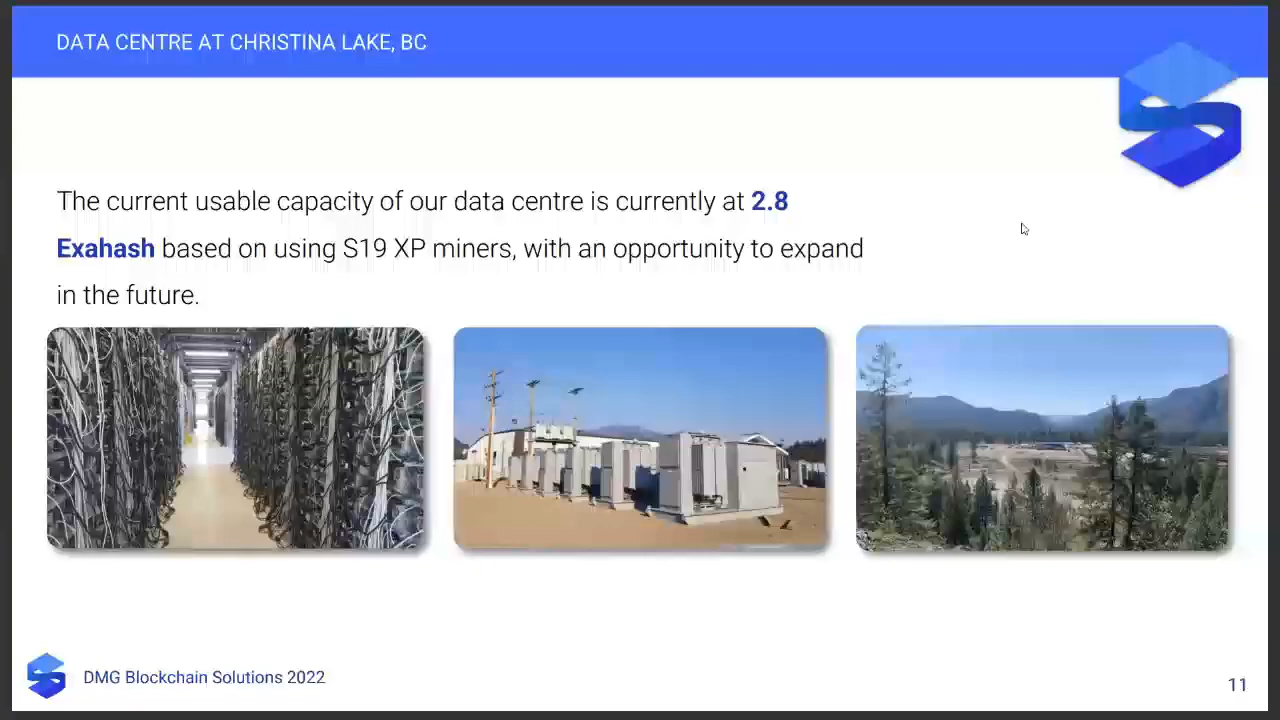 DATA CENTRE AT CHRISTINA LAKE, BC
The current usable capacity of our data centre is currently at 2.8
Exahash based on using S19 XP miners, with an opportunity to expand
in the future.
DMG Blockchain Solutions 2022
11